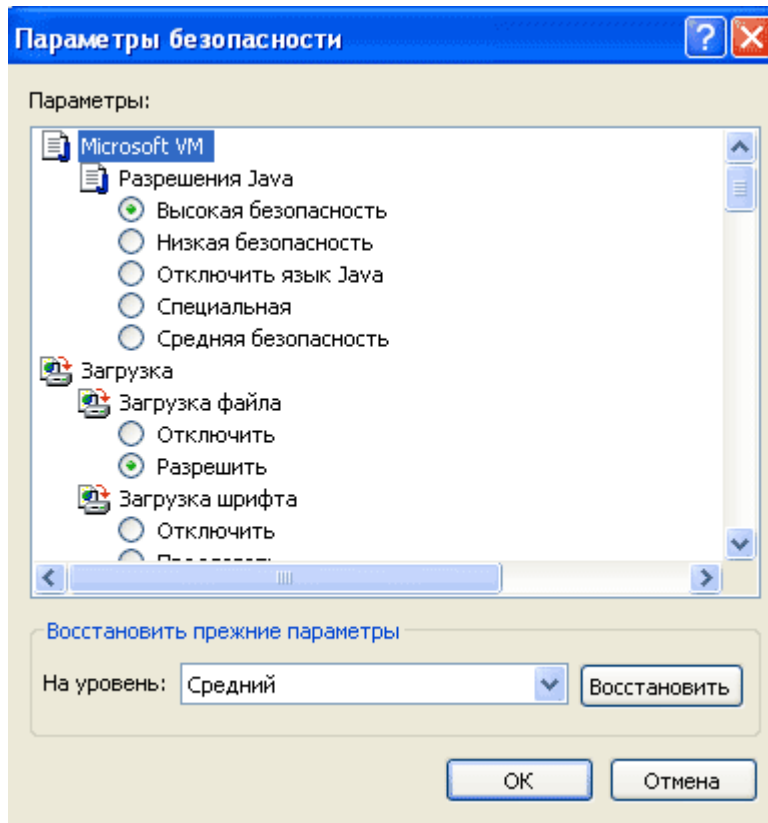 Параметры безопасности
Параметры:
Microsoft VM
Разрешения Java
Высокая безопасность
Низкая безопасность
Отключить язык Java
Специальная
Средняя безопасность
Загрузка
Загрузка файла
Отключить
Разрешить
Загрузка шрифта
Отключить
Восстановить прежние параметры
На уровень: Средний Восстановить
ОК Отмена